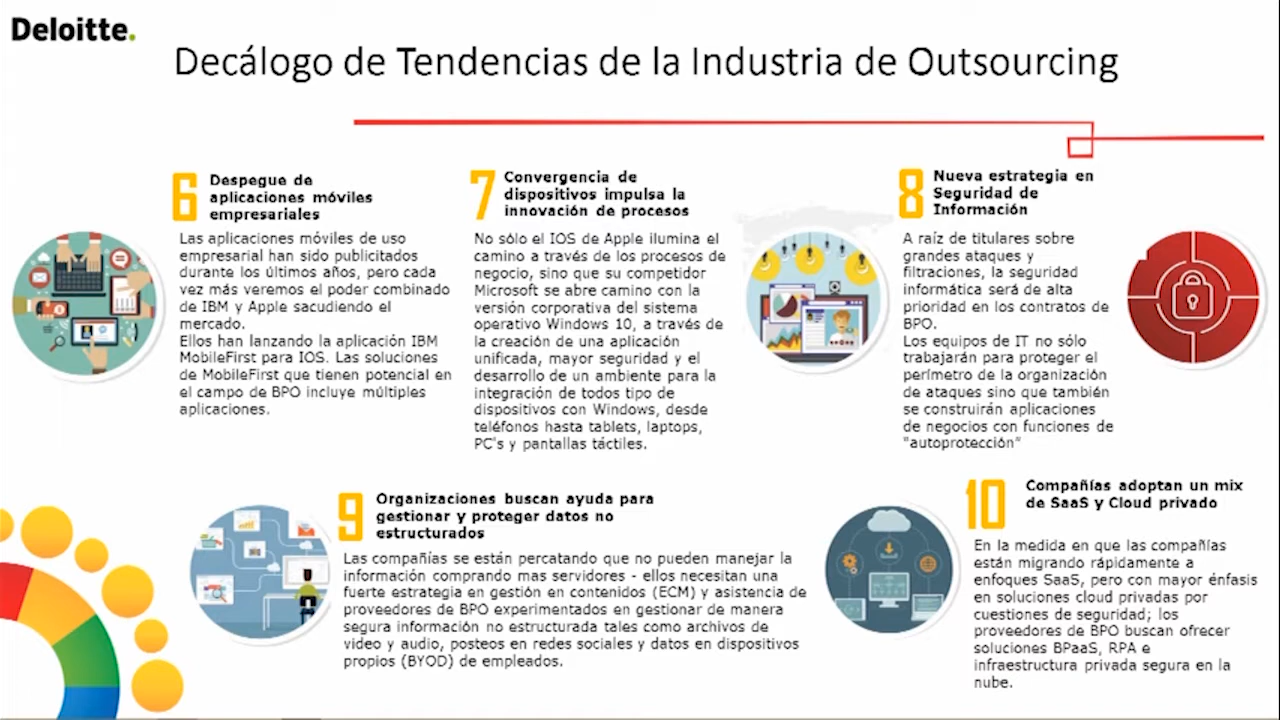 Deloitte.
Decálogo de Tendencias de la Industria de Outsourcing
6
Despegue de
aplicaciones móviles
empresariales
Las aplicaciones móviles de uso
empresarial han sido publicitados
durante los últimos años, pero cada
vez más veremos el poder combinado
de IBM y Apple sacudiendo el
mercado.
Ellos han lanzando la aplicación IBM
MobileFirst para IOS. Las soluciones
de MobileFirst que tienen potencial en
el campo de BPO incluye múltiples
aplicaciones.
7
Convergencia de
dispositivos impulsa la
innovación de procesos
No sólo el IOS de Apple ilumina el
camino a través de los procesos de
negocio, sino que su competidor
Microsoft se abre camino con la
versión corporativa del sistema
operativo Windows 10, a través de
la creación de una aplicación
unificada, mayor seguridad y el
desarrollo de un ambiente para la
integración de todos tipo de
dispositivos con Windows, desde
teléfonos hasta tablets, laptops,
PC's y pantallas táctiles.
8
Nueva estrategia en
Seguridad de
Información
A raíz de titulares sobre
grandes ataques y
filtraciones, la seguridad
informática será de alta
prioridad en los contratos de
BPO.
Los equipos de IT no sólo
trabajarán para proteger el
perímetro de la organización
de ataques sino que también
se construirán aplicaciones
de negocios con funciones de
"autoprotección"
9
Organizaciones buscan ayuda para
gestionar y proteger datos no
estructurados
Las compañías se están percatando que no pueden manejar la
información comprando mas servidores - ellos necesitan una
fuerte estrategia en gestión en contenidos (ECM) y asistencia de
proveedores de BPO experimentados en gestionar de manera
segura información no estructurada tales como archivos de
video y audio, posteos en redes sociales y datos en dispositivos
propios (BYOD) de empleados.
10
Compañías adoptan un mix
de SaaS y Cloud privado
En la medida en que las compañías
están migrando rápidamente a
enfoques SaaS, pero con mayor énfasis
en soluciones cloud privadas por
cuestiones de seguridad; los
proveedores de BPO buscan ofrecer
soluciones BPaaS, RPA e
infraestructura privada segura en la
nube.